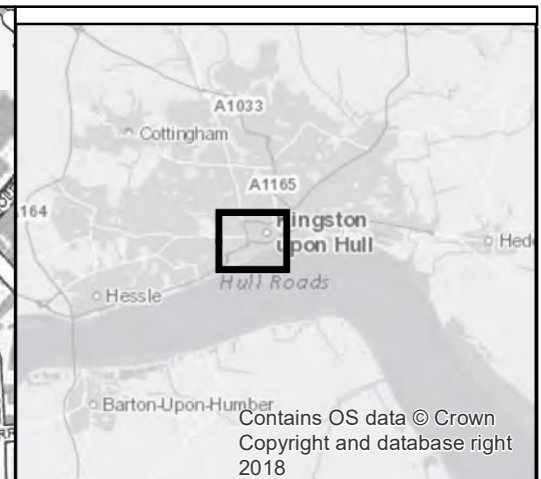 A1033
Cottingham
A1165
164
Kingston
upon Hull
Hed
Hull Roads
Hessle
Barton-Upon-Humber
Contains OS data © Crown
Copyright and database right
2018